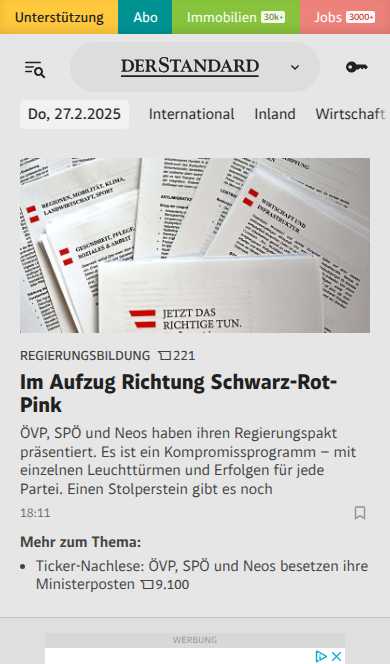 Unterstützung Abo Immobilien 30k+ Jobs 3000+
DERSTANDARD
Do, 27.2.2025 International Inland Wirtschaft
REGIONEN, MOBILITÄT, KLIMA,
LANDWIRTSCHAFT, SPORT
GESUNDHEIT, PFLEGE,
SOZIALES & ARBEIT
WIRTSCHAFT UND
INFRASTRUKTUR
JETZT DAS
RICHTIGE TUN.
REGIERUNGSBILDUNG 221
Im Aufzug Richtung Schwarz-Rot-
Pink
ÖVP, SPÖ und Neos haben ihren Regierungspakt
präsentiert. Es ist ein Kompromissprogramm – mit
einzelnen Leuchttürmen und Erfolgen für jede
Partei. Einen Stolperstein gibt es noch
18:11
Mehr zum Thema:
• Ticker-Nachlese: ÖVP, SPÖ und Neos besetzen ihre
Ministerposten 9.100
WERBUNG